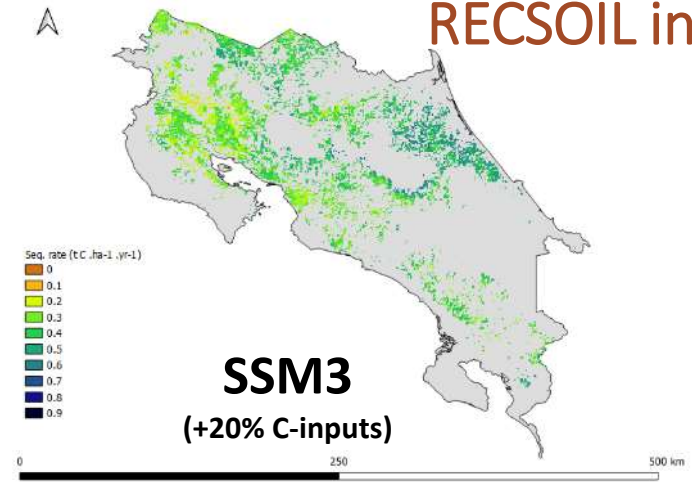 RECSOIL in
Seq. rate (t C .ha-1 .yr-1)
0
0.1
0.2
0.3
0.4
0.5
0.6
0.7
0.8
0.9
SSM3
(+20% C-inputs)
0 250 500 km